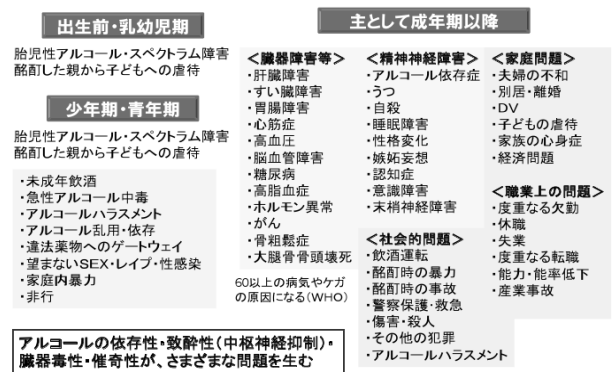 出生前・乳幼児期
胎児性アルコール・スペクトラム障害
酩酊した親から子どもへの虐待
少年期・青年期
胎児性アルコール・スペクトラム障害
酩酊した親から子どもへの虐待
・未成年飲酒
・急性アルコール中毒
・アルコールハラスメント
・アルコール乱用・依存
・違法薬物へのゲートウェイ
・望まないSEX・レイプ・性感染
・家庭内暴力
・非行
主として成年期以降
＜臓器障害等＞
・肝臓障害
・すい臓障害
・胃腸障害
・心筋症
・高血圧
・脳血管障害
・糖尿病
・高脂血症
・ホルモン異常
・がん
・骨粗鬆症
・大腿骨骨頭壊死
60以上の病気やケガ
の原因になる(WHO)
＜精神神経障害＞
・アルコール依存症
・うつ
・自殺
・睡眠障害
・性格変化
・嫉妬妄想
・認知症
・意識障害
・末梢神経障害
＜社会的問題＞
・飲酒運転
・酩酊時の暴力
・酩酊時の事故
・警察保護・救急
・傷害・殺人
・その他の犯罪
・アルコールハラスメント
＜家庭問題＞
・夫婦の不和
・別居・離婚
・DV
・子どもの虐待
・家族の心身症
・経済問題
＜職業上の問題＞
・度重なる欠勤
・休職
・失業
・度重なる転職
・能力・能率低下
・産業事故
アルコールの依存性・致酔性(中枢神経抑制)・
臓器毒性・催奇性が、さまざまな問題を生む